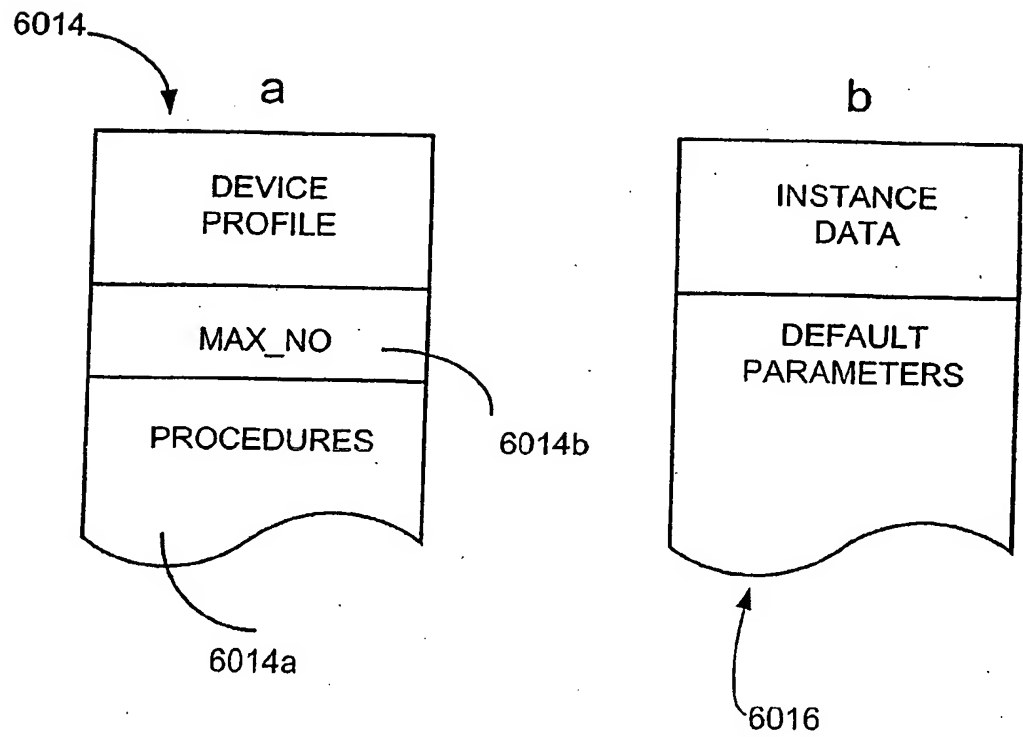 6014
a
b
DEVICE
PROFILE
MAX_NO
PROCEDURES
6014b
6014a
INSTANCE
DATA
DEFAULT
PARAMETERS
6016